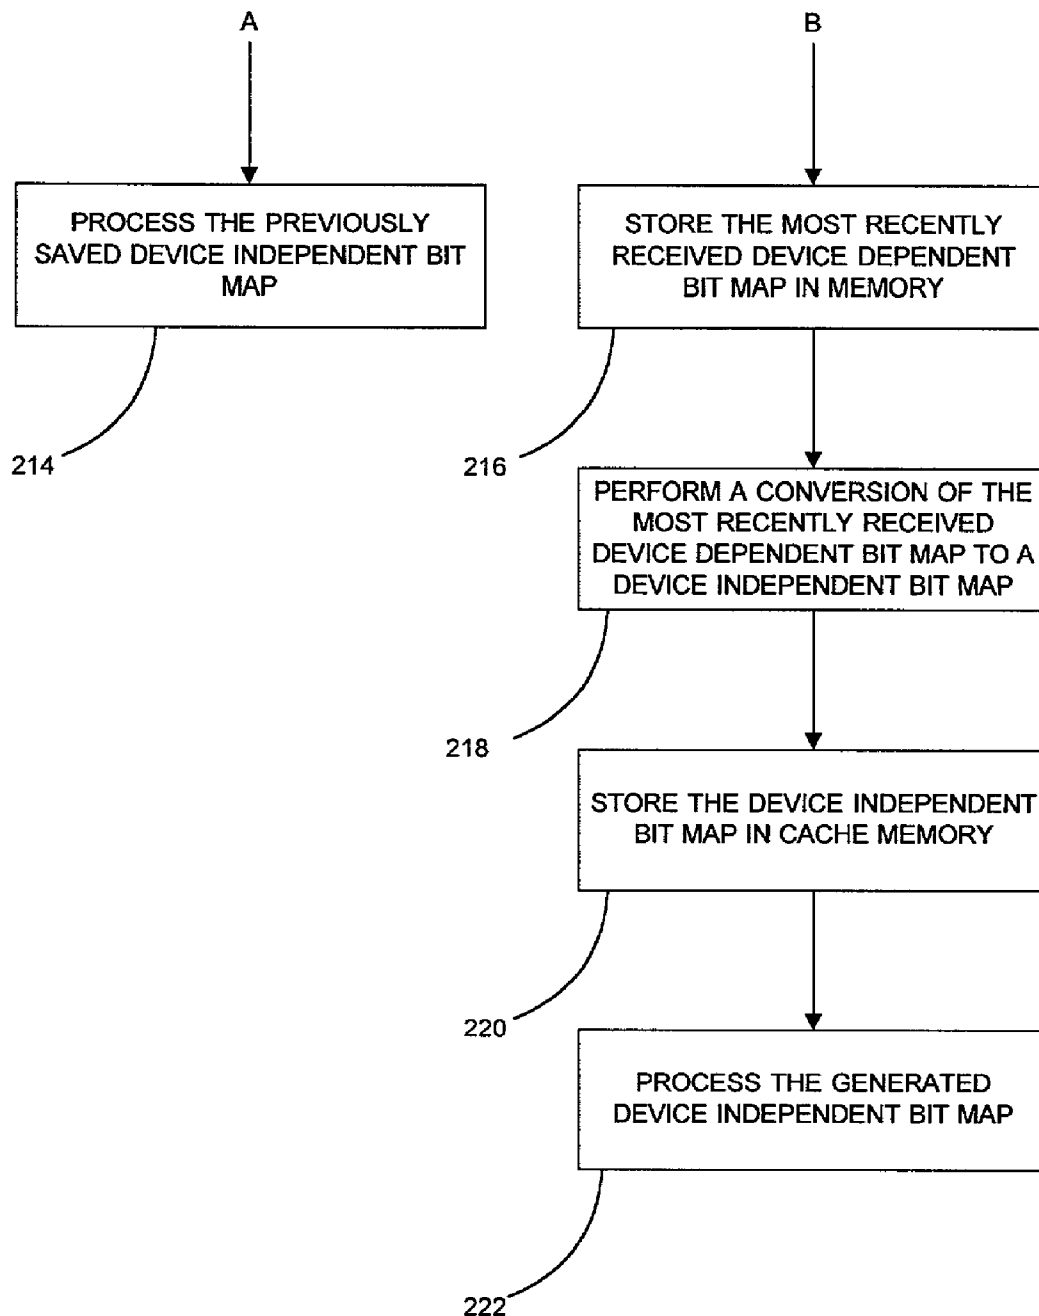 A
B
PROCESS THE PREVIOUSLY
SAVED DEVICE INDEPENDENT BIT
MAP
214
STORE THE MOST RECENTLY
RECEIVED DEVICE DEPENDENT
BIT MAP IN MEMORY
216
PERFORM A CONVERSION OF THE
MOST RECENTLY RECEIVED
DEVICE DEPENDENT BIT MAP TO A
DEVICE INDEPENDENT BIT MAP
218
STORE THE DEVICE INDEPENDENT
BIT MAP IN CACHE MEMORY
220
PROCESS THE GENERATED
DEVICE INDEPENDENT BIT MAP
222